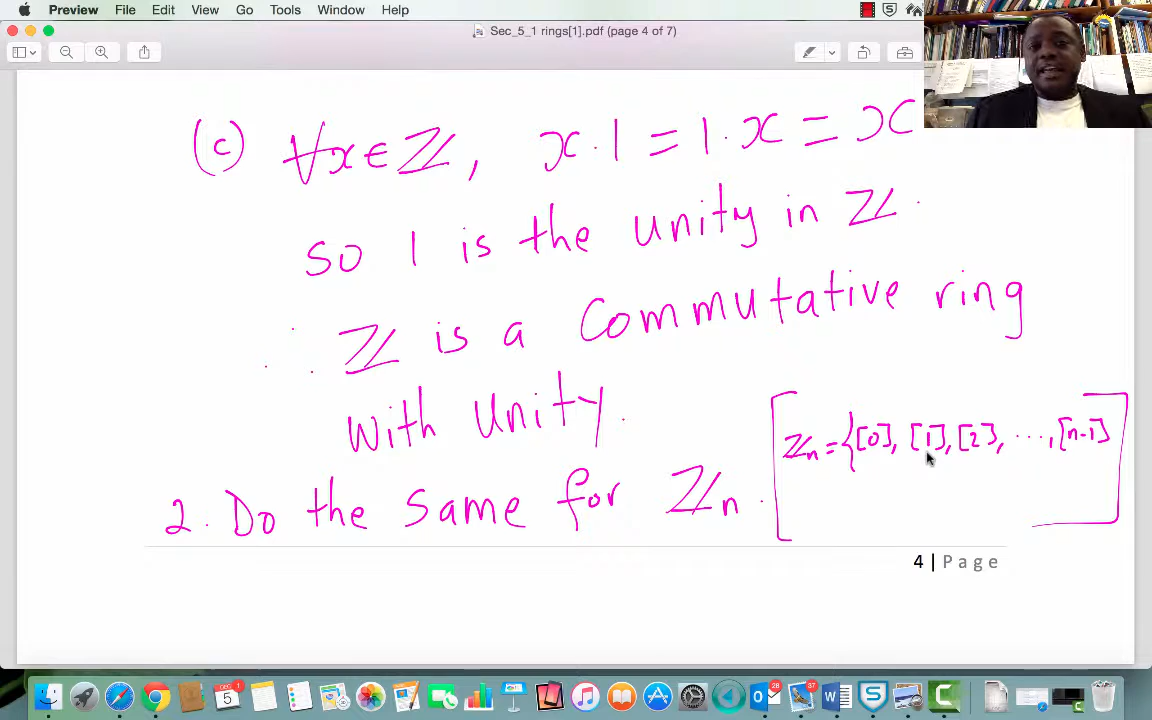 Preview File Edit View Go Tools Window Help
Sec_5_1 rings[1].pdf (page 4 of 7)
(c) ∀x∈ℤ, x·1 = 1·x = x
so 1 is the unity in ℤ.
∴ ℤ is a commutative ring
with unity.
ℤn = {[0], [1], [2], ..., [n-1]
2. Do the same for ℤn.
4 | Page